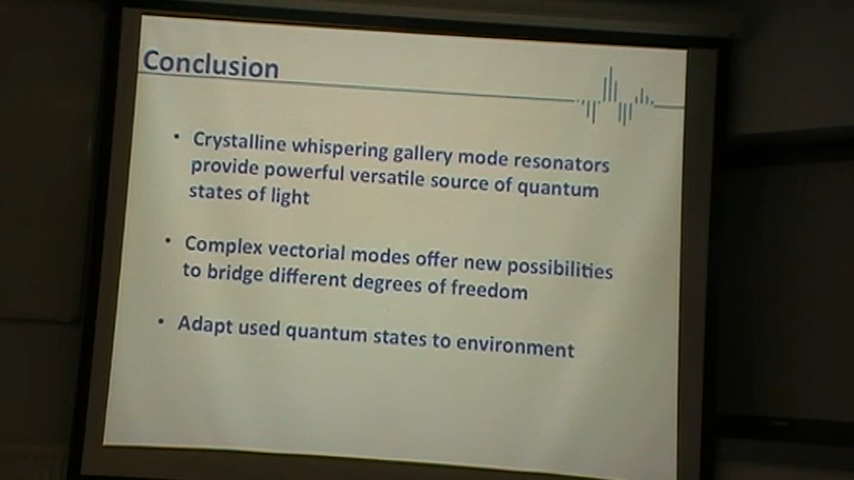 Conclusion
• Crystalline whispering gallery mode resonators
provide powerful versatile source of quantum
states of light
• Complex vectorial modes offer new possibilities
to bridge different degrees of freedom
• Adapt used quantum states to environment